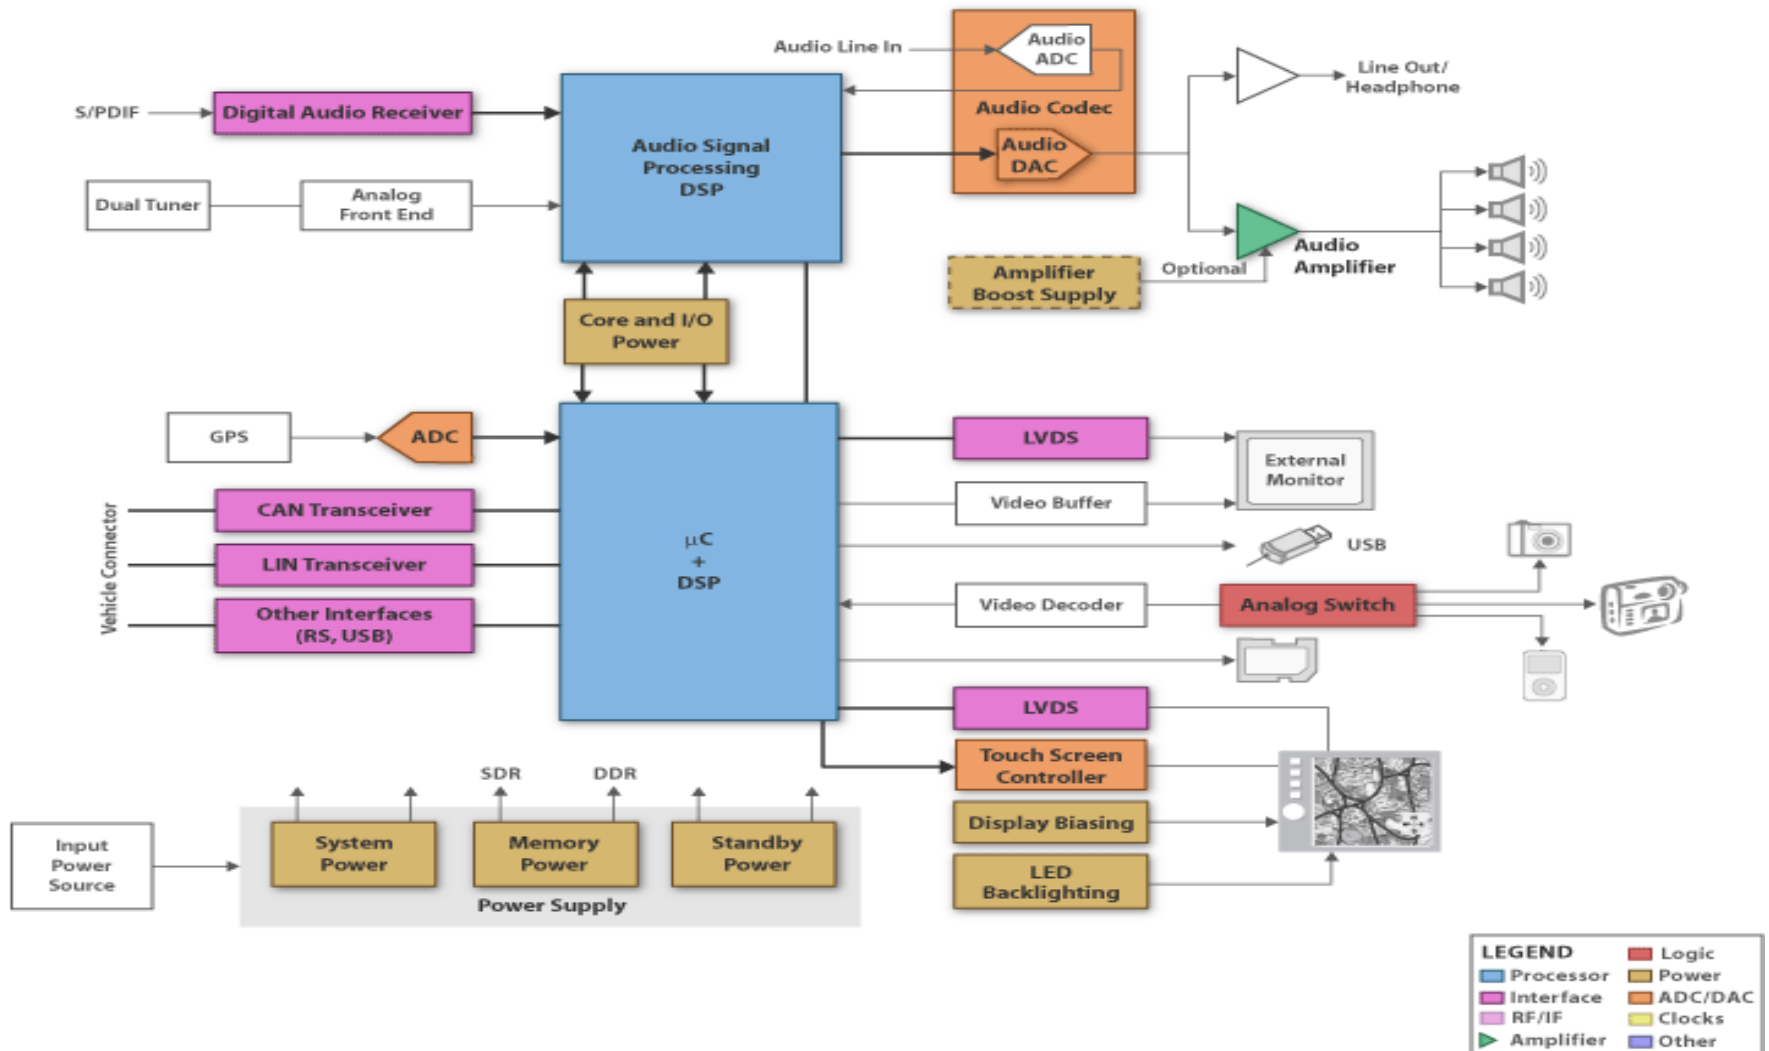 Audio Line In
Audio
ADC
Audio Codec
Audio
DAC
Line Out/
Headphone
S/PDIF
Digital Audio Receiver
Audio Signal
Processing
DSP
Dual Tuner
Analog
Front End
Audio
Amplifier
Optional
Amplifier
Boost Supply
Core and I/O
Power
GPS
ADC
LVDS
External
Monitor
Vehicle Connector
CAN Transceiver
Video Buffer
LIN Transceiver
µC
+
DSP
USB
Other Interfaces
(RS, USB)
Video Decoder
Analog Switch
LVDS
Touch Screen
Controller
Display Biasing
LED
Backlighting
SDR
DDR
Input
Power
Source
System
Power
Memory
Power
Standby
Power
Power Supply
LEGEND
Processor
Interface
RF/IF
Amplifier
Logic
Power
ADC/DAC
Clocks
Other